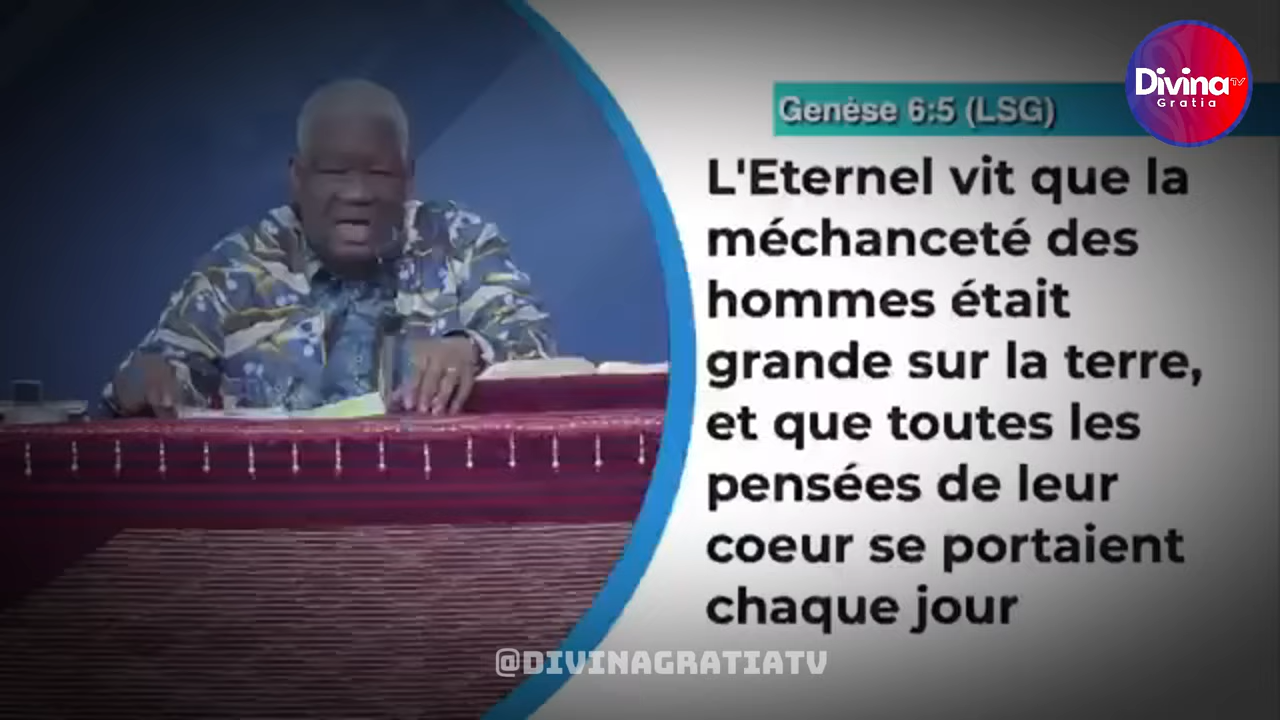 Divina TV
Gratia
Genèse 6:5 (LSG)
L'Eternel vit que la
méchanceté des
hommes était
grande sur la terre,
et que toutes les
pensées de leur
coeur se portaient
chaque jour
@DIVINAGRATIATV